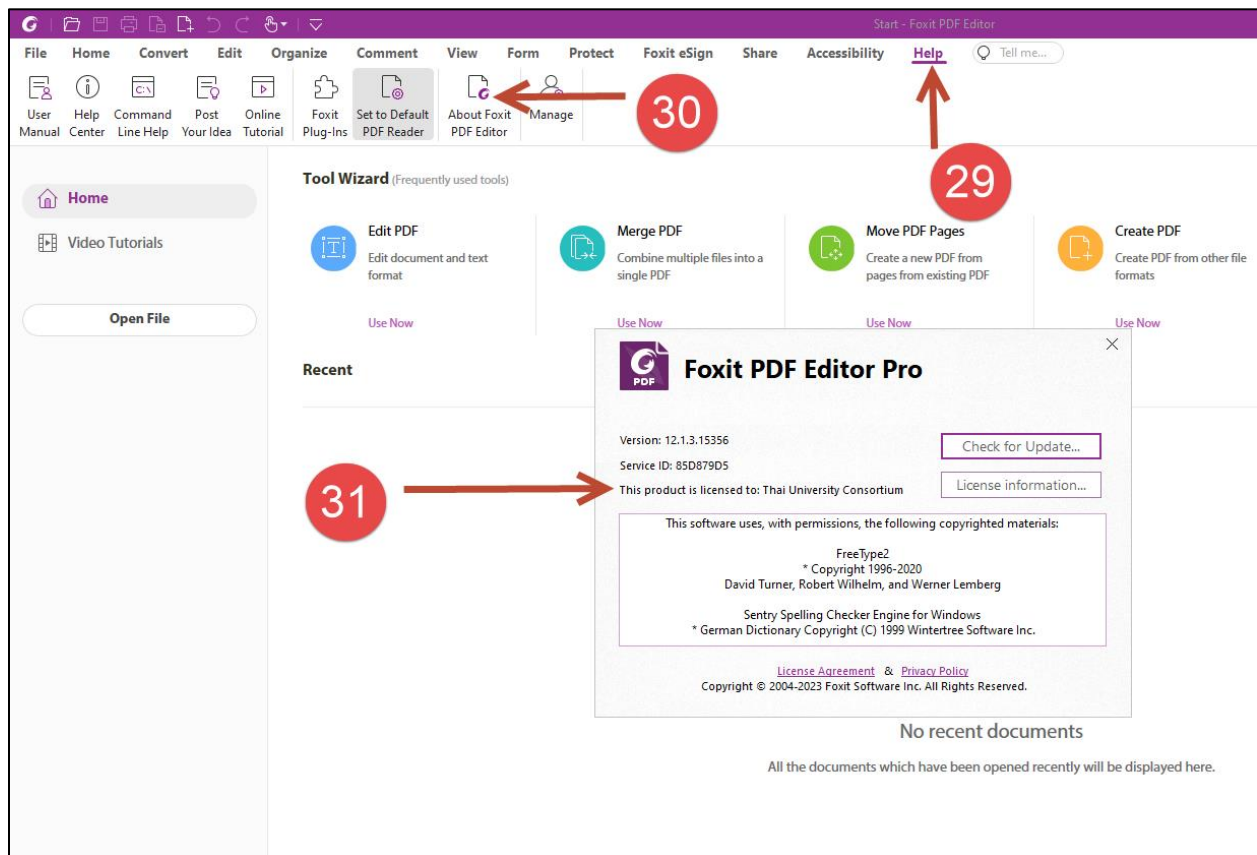 Start - Foxit PDF Editor
File Home Convert Edit Organize Comment View Form Protect Foxit eSign Share Accessibility Help Tell me...
C:\
User Manual
Help Center
Command Line Help
Post Your Idea
Online Tutorial
Foxit Plug-Ins
Set to Default PDF Reader
About Foxit PDF Editor
Manage
30
29
Home
Video Tutorials
Open File
Tool Wizard (Frequently used tools)
Edit PDF
Edit document and text
format
Use Now
Merge PDF
Combine multiple files into a
single PDF
Use Now
Move PDF Pages
Create a new PDF from
pages from existing PDF
Use Now
Create PDF
Create PDF from other file
formats
Use Now
Recent
PDF
Foxit PDF Editor Pro
Version: 12.1.3.15356
Check for Update...
Service ID: 85D879D5
This product is licensed to: Thai University Consortium
License information...
31
This software uses, with permissions, the following copyrighted materials:
FreeType2
* Copyright 1996-2020
David Turner, Robert Wilhelm, and Werner Lemberg
Sentry Spelling Checker Engine for Windows
* German Dictionary Copyright (C) 1999 Wintertree Software Inc.
License Agreement & Privacy Policy
Copyright © 2004-2023 Foxit Software Inc. All Rights Reserved.
No recent documents
All the documents which have been opened recently will be displayed here.